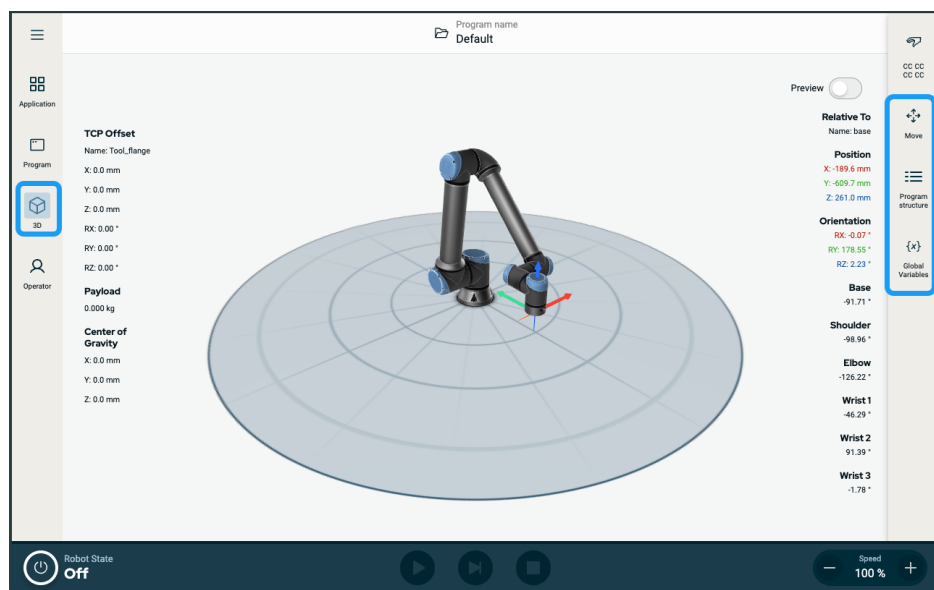 Program name
Default
Application
Program
3D
Operator
TCP Offset
Name: Tool_flange
X: 0.0 mm
Y: 0.0 mm
Z: 0.0 mm
RX: 0.00 °
RY: 0.00 °
RZ: 0.00 °
Payload
0.000 kg
Center of
Gravity
X: 0.0 mm
Y: 0.0 mm
Z: 0.0 mm
Preview
Relative To
Name: base
Position
X: -189.6 mm
Y: -609.7 mm
Z: 261.0 mm
Orientation
RX: -0.07 °
RY: 178.55 °
RZ: 2.23 °
Base
-91.71 °
Shoulder
-98.96 °
Elbow
-126.22 °
Wrist 1
-46.29 °
Wrist 2
91.39 °
Wrist 3
-1.78 °
CC CC
CC CC
Move
Program
structure
{x}
Global
Variables
Robot State
Off
Speed
100 %